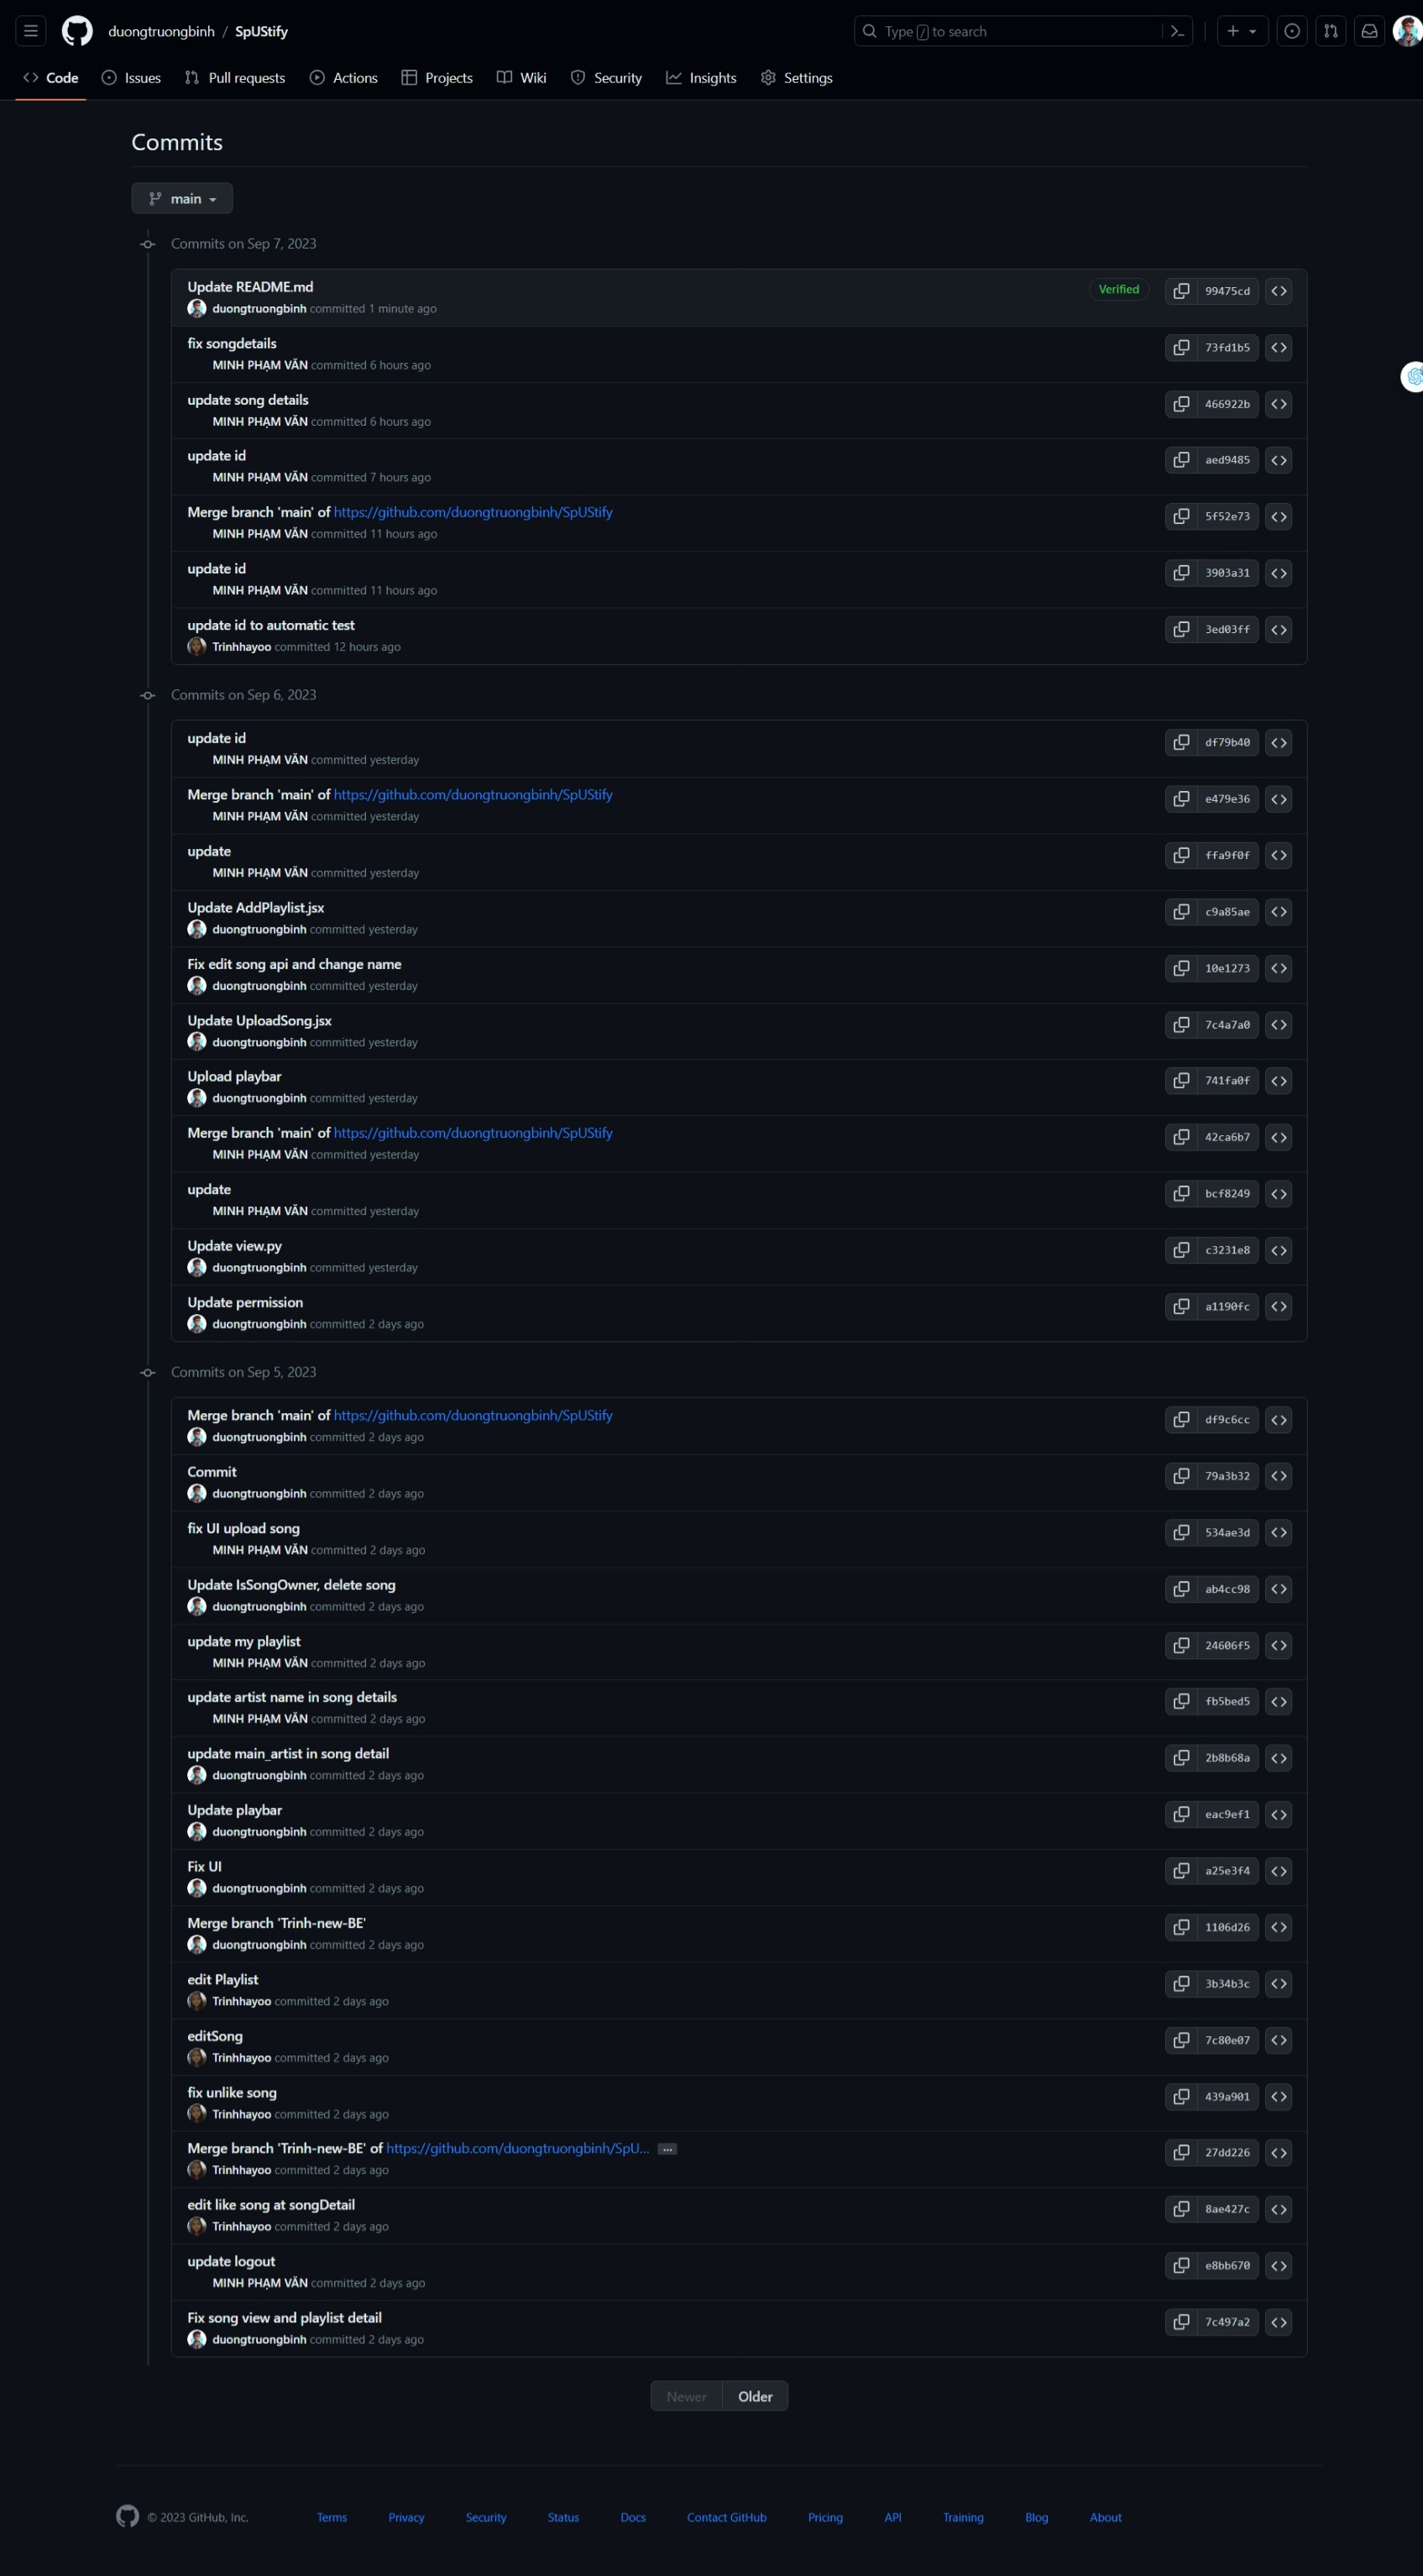 duongtruongbinh / SpUStify
Type / to search
Code Issues Pull requests Actions Projects Wiki Security Insights Settings
Commits
main
Commits on Sep 7, 2023
Update README.md
Verified 99475cd
duongtruongbinh committed 1 minute ago
fix songdetails
73fd1b5
MINH PHẠM VĂN committed 6 hours ago
update song details
466922b
MINH PHẠM VĂN committed 6 hours ago
update id
aed9485
MINH PHẠM VĂN committed 7 hours ago
Merge branch 'main' of https://github.com/duongtruongbinh/SpUStify
5f52e73
MINH PHẠM VĂN committed 11 hours ago
update id
3903a31
MINH PHẠM VĂN committed 11 hours ago
update id to automatic test
3ed03ff
Trinhhayoo committed 12 hours ago
Commits on Sep 6, 2023
update id
df79b40
MINH PHẠM VĂN committed yesterday
Merge branch 'main' of https://github.com/duongtruongbinh/SpUStify
e479e36
MINH PHẠM VĂN committed yesterday
update
ffa9f0f
MINH PHẠM VĂN committed yesterday
Update AddPlaylist.jsx
c9a85ae
duongtruongbinh committed yesterday
Fix edit song api and change name
10e1273
duongtruongbinh committed yesterday
Update UploadSong.jsx
7c4a7a0
duongtruongbinh committed yesterday
Upload playbar
741fa0f
duongtruongbinh committed yesterday
Merge branch 'main' of https://github.com/duongtruongbinh/SpUStify
42ca6b7
MINH PHẠM VĂN committed yesterday
update
bcf8249
MINH PHẠM VĂN committed yesterday
Update view.py
c3231e8
duongtruongbinh committed yesterday
Update permission
a1190fc
duongtruongbinh committed 2 days ago
Commits on Sep 5, 2023
Merge branch 'main' of https://github.com/duongtruongbinh/SpUStify
df9c6cc
duongtruongbinh committed 2 days ago
Commit
79a3b32
duongtruongbinh committed 2 days ago
fix UI upload song
534ae3d
MINH PHẠM VĂN committed 2 days ago
Update IsSongOwner, delete song
ab4cc98
duongtruongbinh committed 2 days ago
update my playlist
24606f5
MINH PHẠM VĂN committed 2 days ago
update artist name in song details
fb5bed5
MINH PHẠM VĂN committed 2 days ago
update main_artist in song detail
2b8b68a
duongtruongbinh committed 2 days ago
Update playbar
eac9ef1
duongtruongbinh committed 2 days ago
Fix UI
a25e3f4
duongtruongbinh committed 2 days ago
Merge branch 'Trinh-new-BE'
1106d26
duongtruongbinh committed 2 days ago
edit Playlist
3b34b3c
Trinhhayoo committed 2 days ago
editSong
7c80e07
Trinhhayoo committed 2 days ago
fix unlike song
439a901
Trinhhayoo committed 2 days ago
Merge branch 'Trinh-new-BE' of https://github.com/duongtruongbinh/SpU... ...
27dd226
Trinhhayoo committed 2 days ago
edit like song at songDetail
8ae427c
Trinhhayoo committed 2 days ago
update logout
e8bb670
MINH PHẠM VĂN committed 2 days ago
Fix song view and playlist detail
7c497a2
duongtruongbinh committed 2 days ago
Newer Older
© 2023 GitHub, Inc. Terms Privacy Security Status Docs Contact GitHub Pricing API Training Blog About